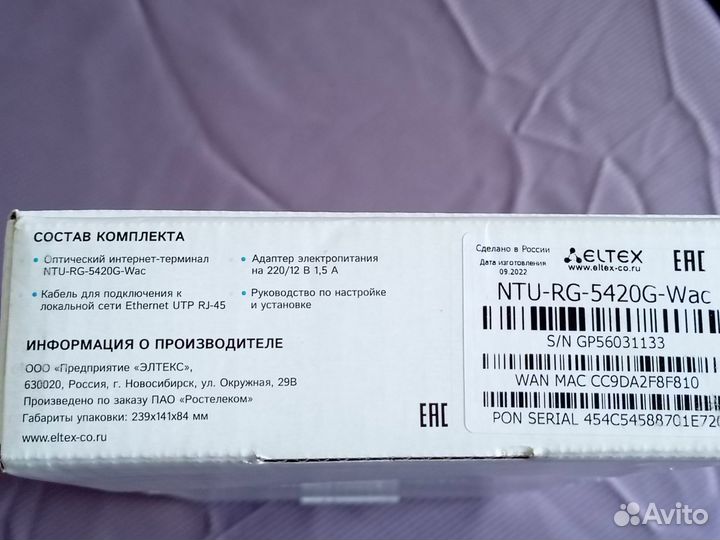 СОСТАВ КОМПЛЕКТА
• Оптический интернет-терминал
NTU-RG-5420G-Wac
• Кабель для подключения к
локальной сети Ethernet UTP RJ-45
• Адаптер электропитания
на 220/12 В 1,5 А
• Руководство по настройке
и установке
ИНФОРМАЦИЯ О ПРОИЗВОДИТЕЛЕ
ООО «Предприятие «ЭЛТЕКС»,
630020, Россия, г. Новосибирск, ул. Окружная, 29В
Произведено по заказу ПАО «Ростелеком»
Габариты упаковки: 239x141x84 мм
www.eltex-co.ru
EAC
Сделано в России
Дата изготовления
09.2022
ELTEX
www.eltex-co.ru
EAC
NTU-RG-5420G-Wac
S/N GP56031133
WAN MAC CC9DA2F8F810
PON SERIAL 454C54588701E720
Avito